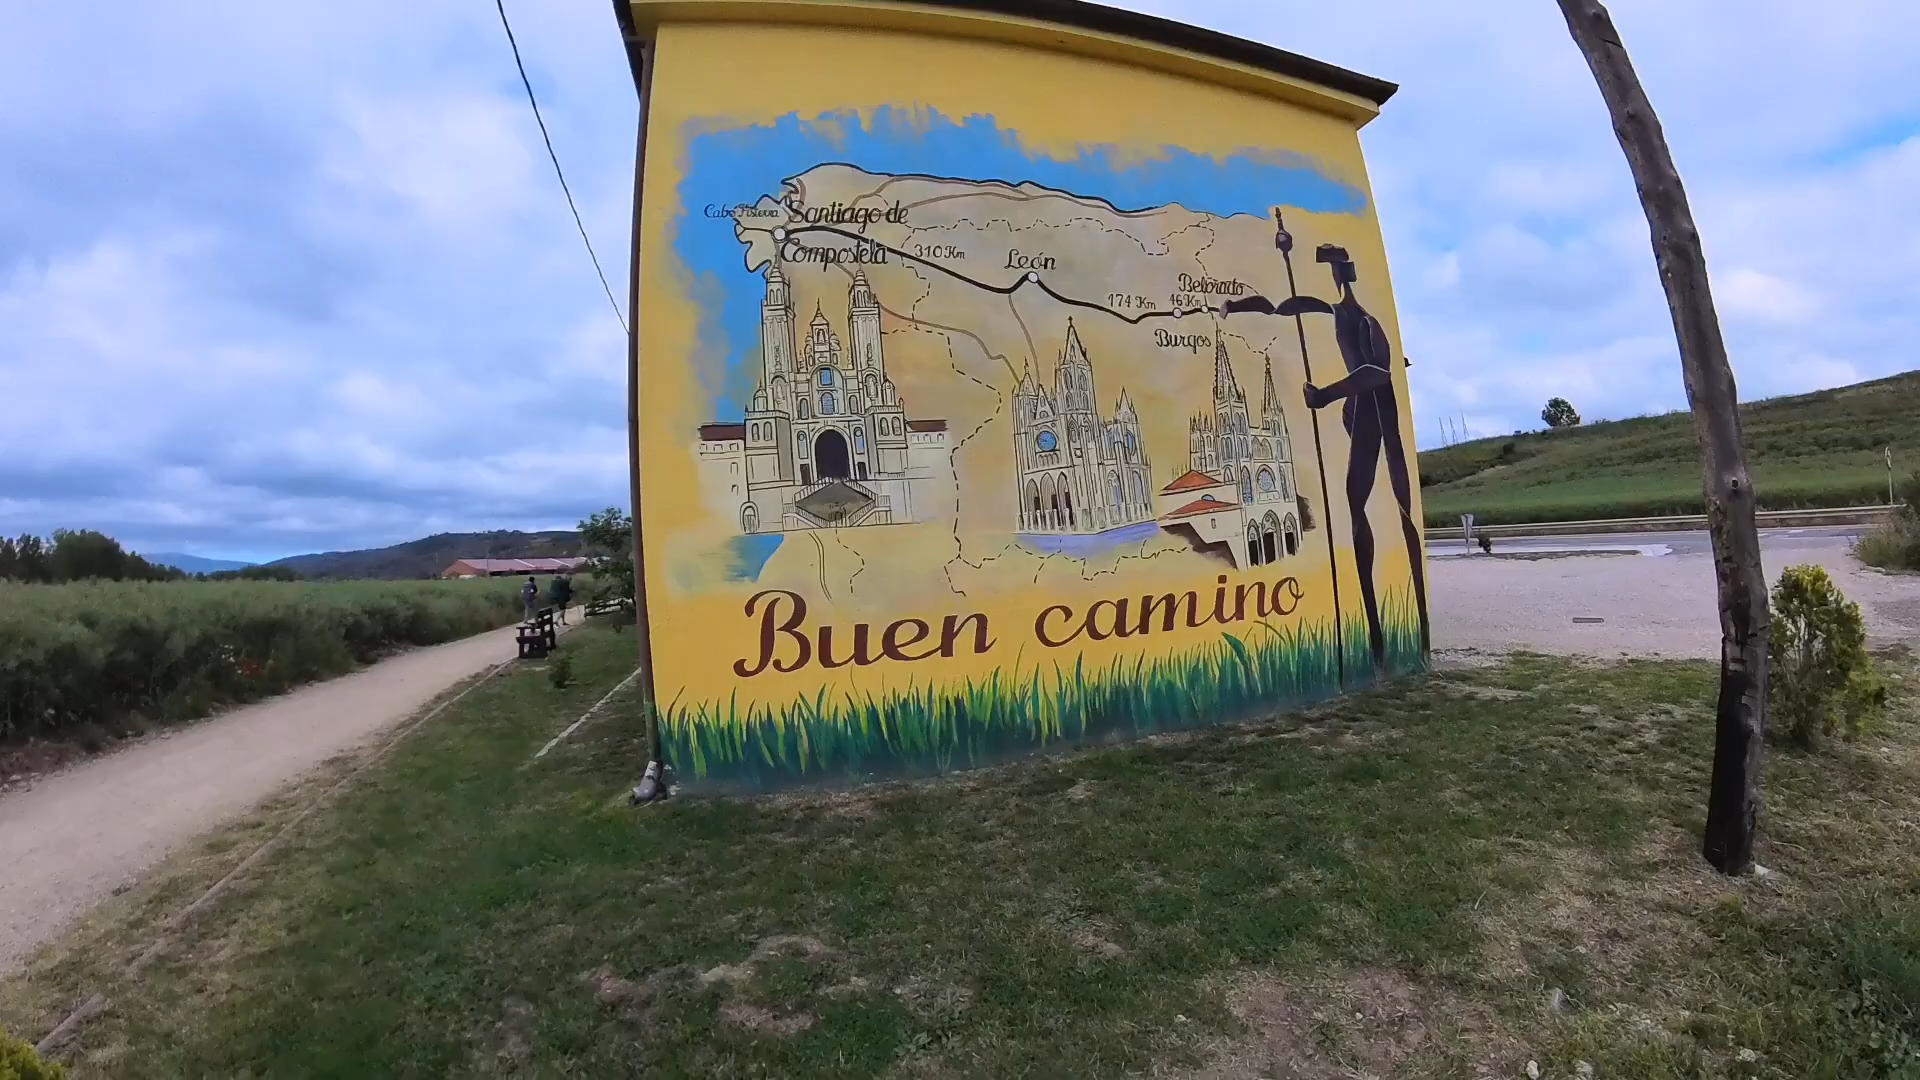 Cabo Fisterra
Santiago de
Compostela
310 Km
León
174 Km
46 Km
Belorado
Burgos
Buen camino